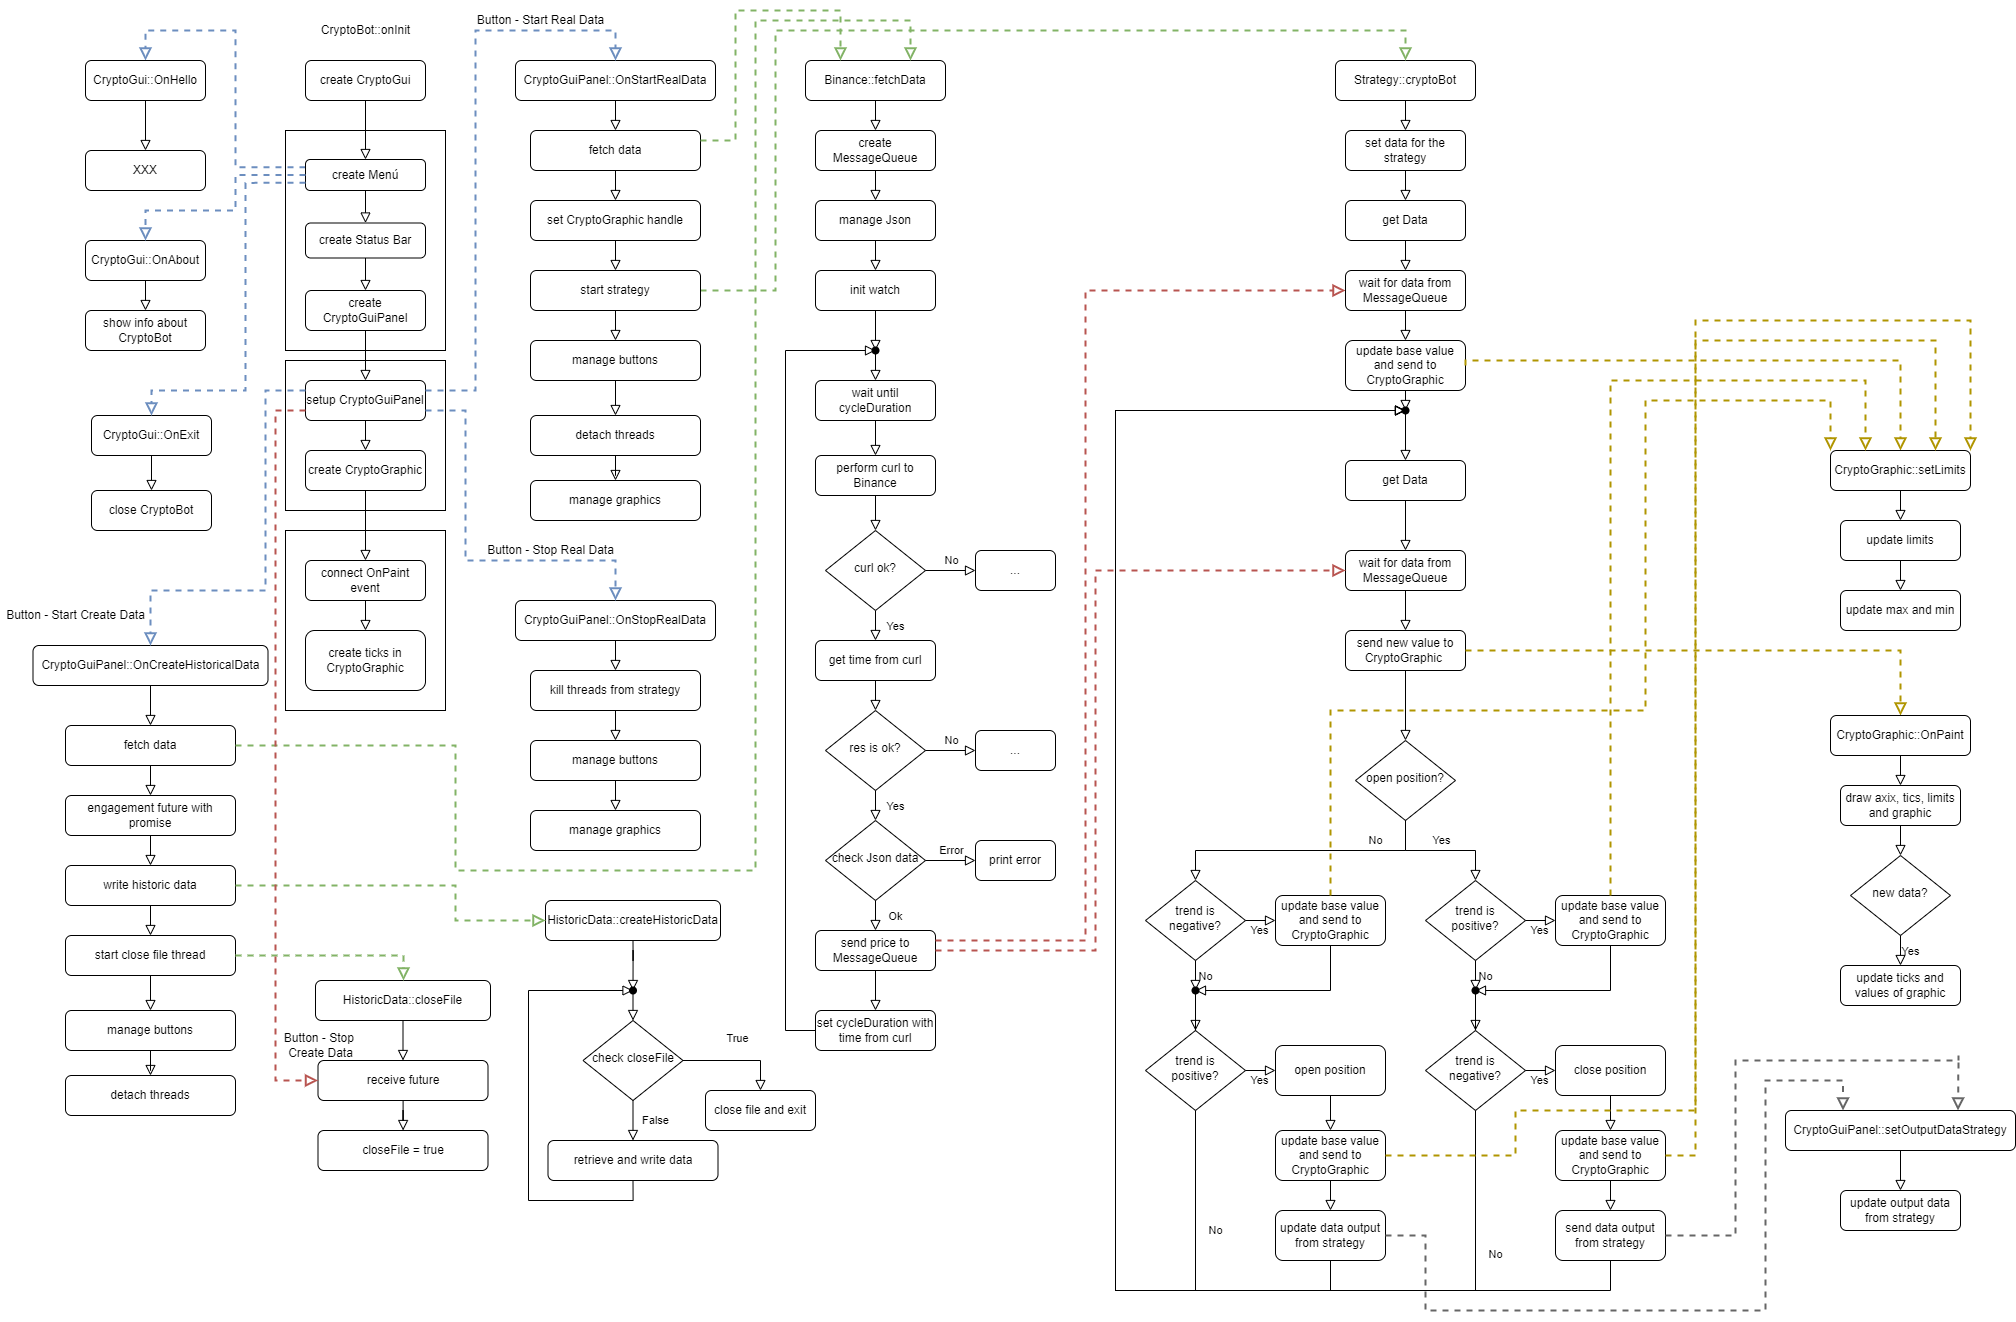 CryptoBot::onInit
Button - Start Real Data
CryptoGui::OnHello
XXX
CryptoGui::OnAbout
show info about
CryptoBot
CryptoGui::OnExit
close CryptoBot
create CryptoGui
create Menú
create Status Bar
create
CryptoGuiPanel
setup CryptoGuiPanel
create CryptoGraphic
connect OnPaint
event
create ticks in
CryptoGraphic
Button - Start Create Data
CryptoGuiPanel::OnCreateHistoricalData
fetch data
engagement future with
promise
write historic data
start close file thread
manage buttons
detach threads
HistoricData::closeFile
Button - Stop
Create Data
receive future
closeFile = true
CryptoGuiPanel::OnStartRealData
fetch data
set CryptoGraphic handle
start strategy
manage buttons
detach threads
manage graphics
Button - Stop Real Data
CryptoGuiPanel::OnStopRealData
kill threads from strategy
manage buttons
manage graphics
HistoricData::createHistoricData
check closeFile
True
close file and exit
False
retrieve and write data
Binance::fetchData
create
MessageQueue
manage Json
init watch
wait until
cycleDuration
perform curl to
Binance
curl ok?
No
...
Yes
get time from curl
res is ok?
No
...
Yes
check Json data
Error
print error
Ok
send price to
MessageQueue
set cycleDuration with
time from curl
Strategy::cryptoBot
set data for the
strategy
get Data
wait for data from
MessageQueue
update base value
and send to
CryptoGraphic
get Data
wait for data from
MessageQueue
send new value to
CryptoGraphic
open position?
No
Yes
trend is
negative?
Yes
update base value
and send to
CryptoGraphic
No
trend is
positive?
Yes
open position
update base value
and send to
CryptoGraphic
update data output
from strategy
No
trend is
positive?
Yes
update base value
and send to
CryptoGraphic
No
trend is
negative?
Yes
close position
update base value
and send to
CryptoGraphic
send data output
from strategy
No
CryptoGraphic::setLimits
update limits
update max and min
CryptoGraphic::OnPaint
draw axix, tics, limits
and graphic
new data?
Yes
update ticks and
values of graphic
CryptoGuiPanel::setOutputDataStrategy
update output data
from strategy